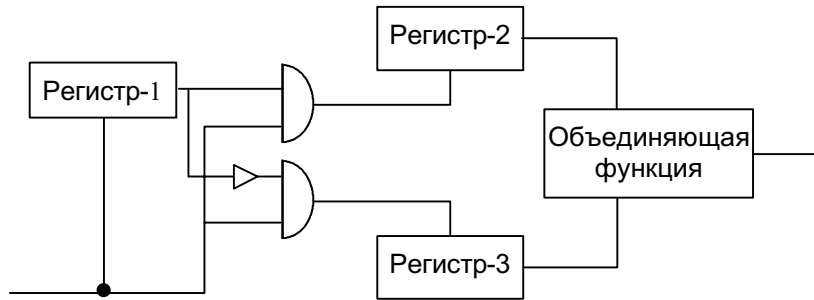 Регистр-2
Регистр-1
Объединяющая
функция
Регистр-3